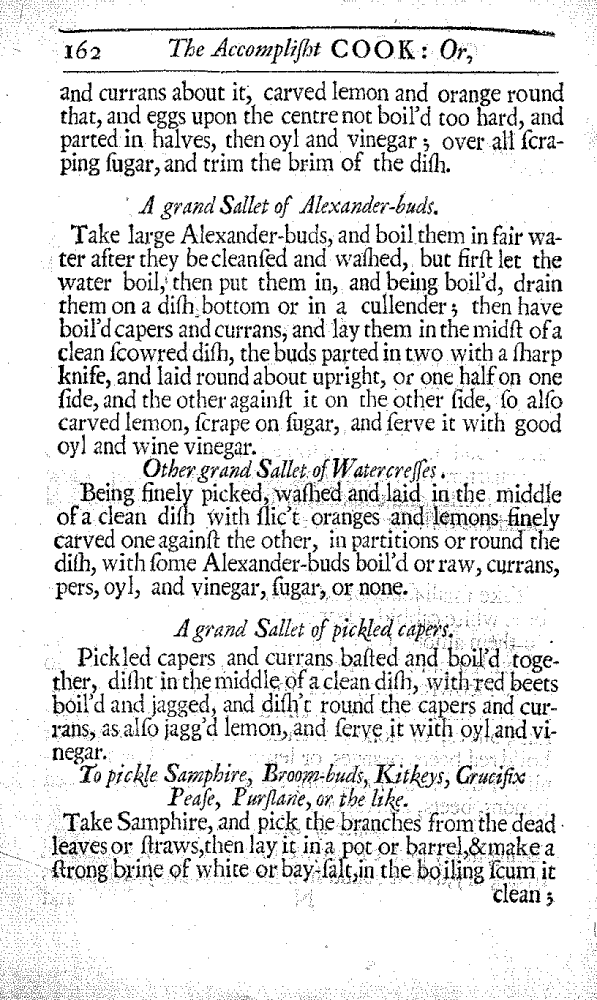 162 The Accompliſht COOK: Or,
and currans about it, carved lemon and orange round
that, and eggs upon the centre not boil'd too hard, and
parted in halves, then oyl and vinegar; over all ſcra-
ping ſugar, and trim the brim of the diſh.
A grand Sallet of Alexander-buds.
Take large Alexander-buds, and boil them in fair wa-
ter after they be cleanſed and waſhed, but firſt let the
water boil, then put them in, and being boil'd, drain
them on a diſh bottom or in a cullender; then have
boil'd capers and currans, and lay them in the midſt of a
clean ſcowred diſh, the buds parted in two with a ſharp
knife, and laid round about upright, or one half on one
ſide, and the other againſt it on the other ſide, ſo alſo
carved lemon, ſcrape on ſugar, and ſerve it with good
oyl and wine vinegar.
Other grand Sallet of Watercreſſes.
Being finely picked, waſhed and laid in the middle
of a clean diſh with ſlic't oranges and lemons finely
carved one againſt the other, in partitions or round the
diſh, with ſome Alexander-buds boil'd or raw, currans,
pers, oyl, and vinegar, ſugar, or none.
A grand Sallet of pickled capers.
Pickled capers and currans baſted and boil'd toge-
ther, diſht in the middle of a clean diſh, with red beets
boil'd and jagged, and diſh't round the capers and cur-
rans, as alſo jagg'd lemon, and ſerve it with oyl and vi-
negar.
To pickle Samphire, Broom-buds, Kitkeys, Crucifix
Peaſe, Purſlane, or the like.
Take Samphire, and pick the branches from the dead
leaves or ſtraws, then lay it in a pot or barrel, & make a
ſtrong brine of white or bay-ſalt, in the boiling ſcum it
clean;